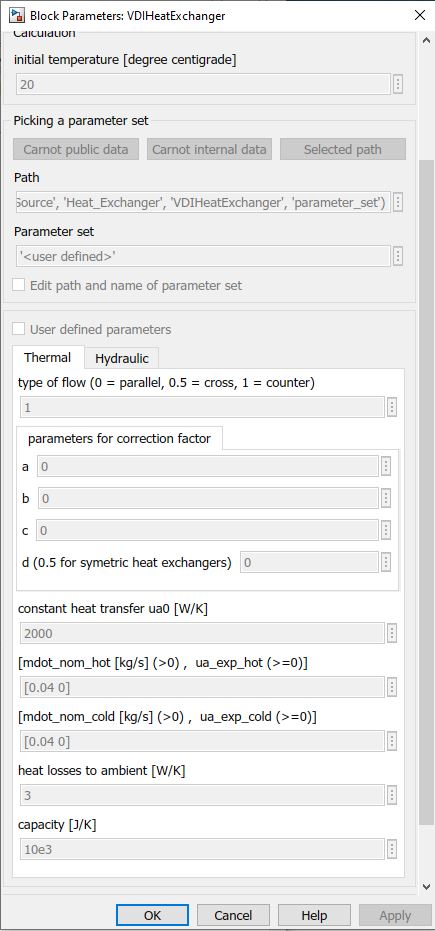 Block Parameters: VDIHeatExchanger
Calculation
initial temperature [degree centigrade]
20
Picking a parameter set
Carnot public data
Carnot internal data
Selected path
Path
Source', 'Heat_Exchanger', 'VDIHeatExchanger', 'parameter_set')
Parameter set
'<user defined>'
Edit path and name of parameter set
User defined parameters
Thermal
Hydraulic
type of flow (0 = parallel, 0.5 = cross, 1 = counter)
1
parameters for correction factor
a 0
b 0
c 0
d (0.5 for symetric heat exchangers) 0
constant heat transfer ua0 [W/K]
2000
[mdot_nom_hot [kg/s] (>0) , ua_exp_hot (>=0)]
[0.04 0]
[mdot_nom_cold [kg/s] (>0) , ua_exp_cold (>=0)]
[0.04 0]
heat losses to ambient [W/K]
3
capacity [J/K]
10e3
OK
Cancel
Help
Apply